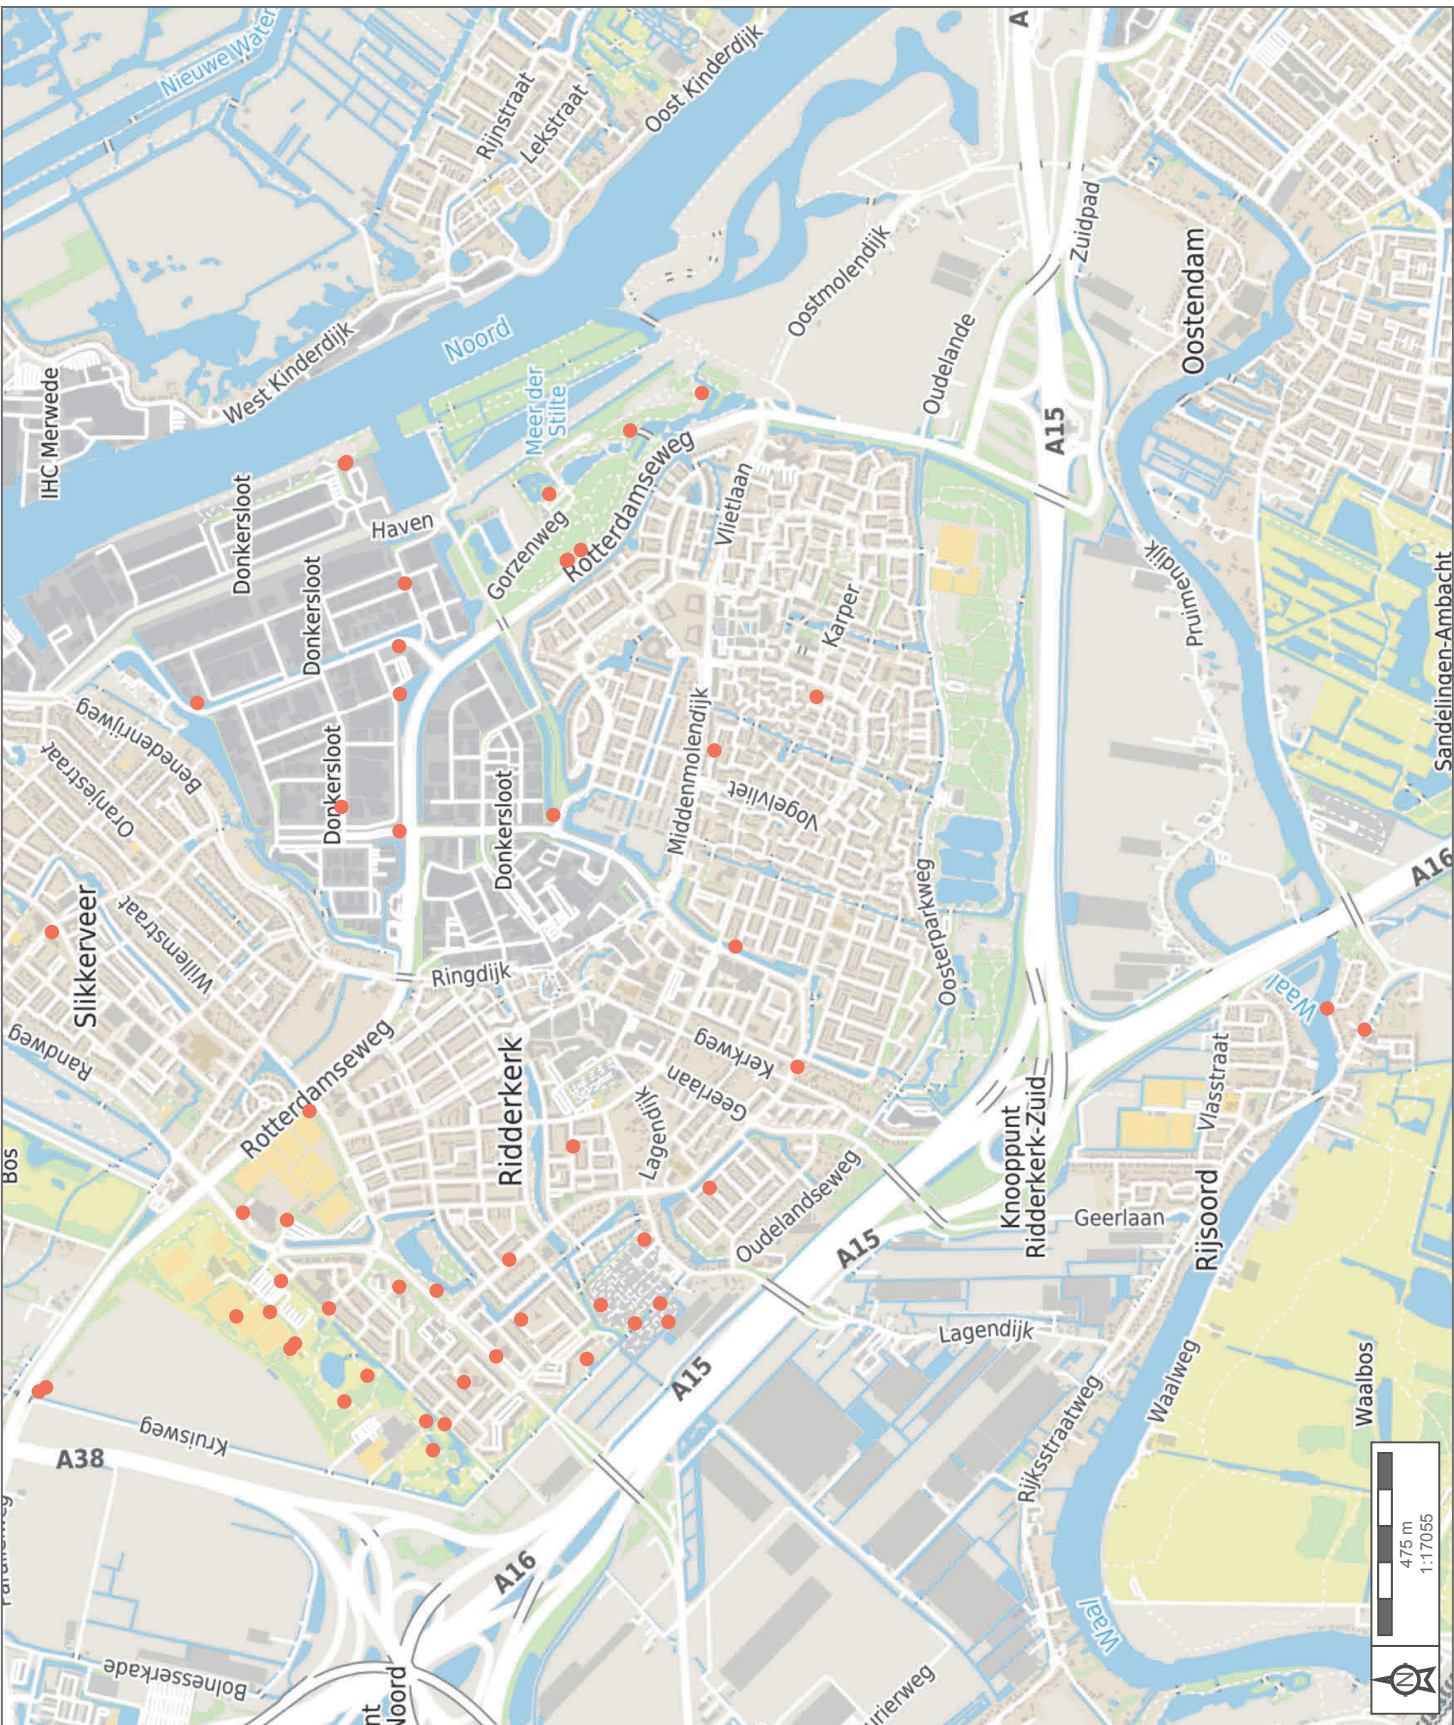 Nieuwe Water
Rijnstraat
Lekstraat
Oost Kinderdijk
A
IHC Merwede
West Kinderdijk
Noord
Zuidpad
Oostmolendijk
Oostendam
Oudelande
A15
Meer der
Stilte
Donkersloot
Haven
Gorzenweg
Rotterdamseweg
Vlietlaan
Donkersloot
Karper
Pruimendijk
Sandelingen-Ambacht
Benedenrijweg
Oranjestraat
Donkersloot
Donkersloot
Middenmolendijk
Vogelvliet
A16
Slikkerveer
Willemstraat
Randweg
Ringdijk
Oosterparkweg
Waal
Rotterdamseweg
Ridderkerk
Kerkweg
Geerlaan
Lagendijk
Vlasstraat
Bos
Knooppunt
Ridderkerk-Zuid
Oudelandseweg
Geerlaan
Rijsoord
A15
Lagendijk
A15
Waalweg
Waalbos
Rijksstraatweg
Kruisweg
A38
A16
Waal
Bolnesserkade
nt
Noord
urierweg
475 m
1:17055
N